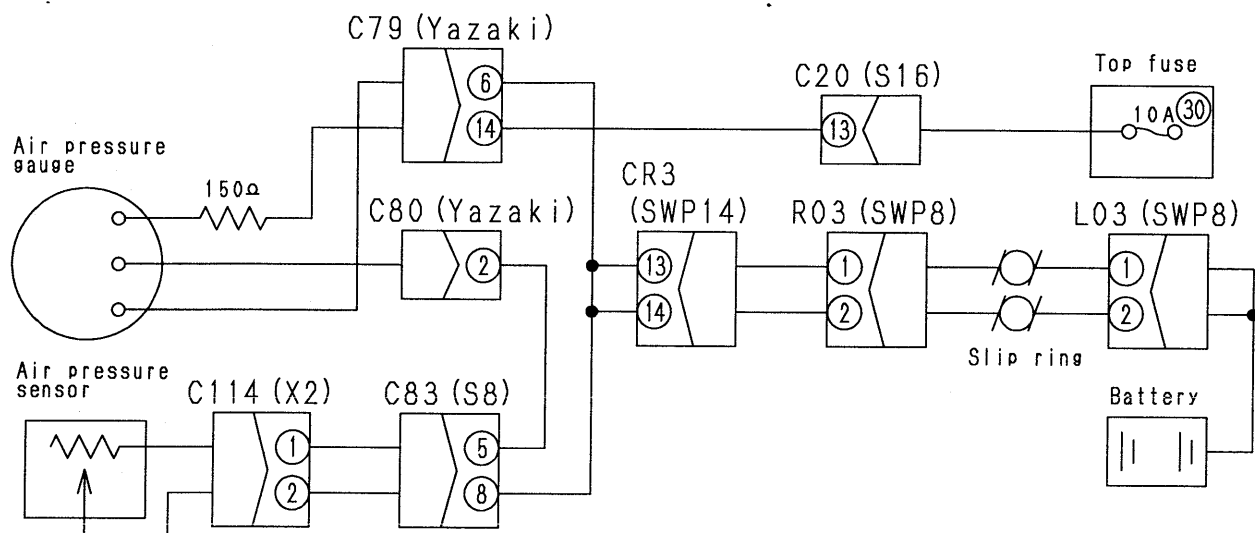 C79 (Yazaki)
6
14
C20 (S16)
13
Top fuse
10A
30
Air pressure
gauge
150Ω
C80 (Yazaki)
2
CR3
(SWP14)
13
14
R03 (SWP8)
1
2
Slip ring
L03 (SWP8)
1
2
Air pressure
sensor
C114 (X2)
1
2
C83 (S8)
5
8
Battery